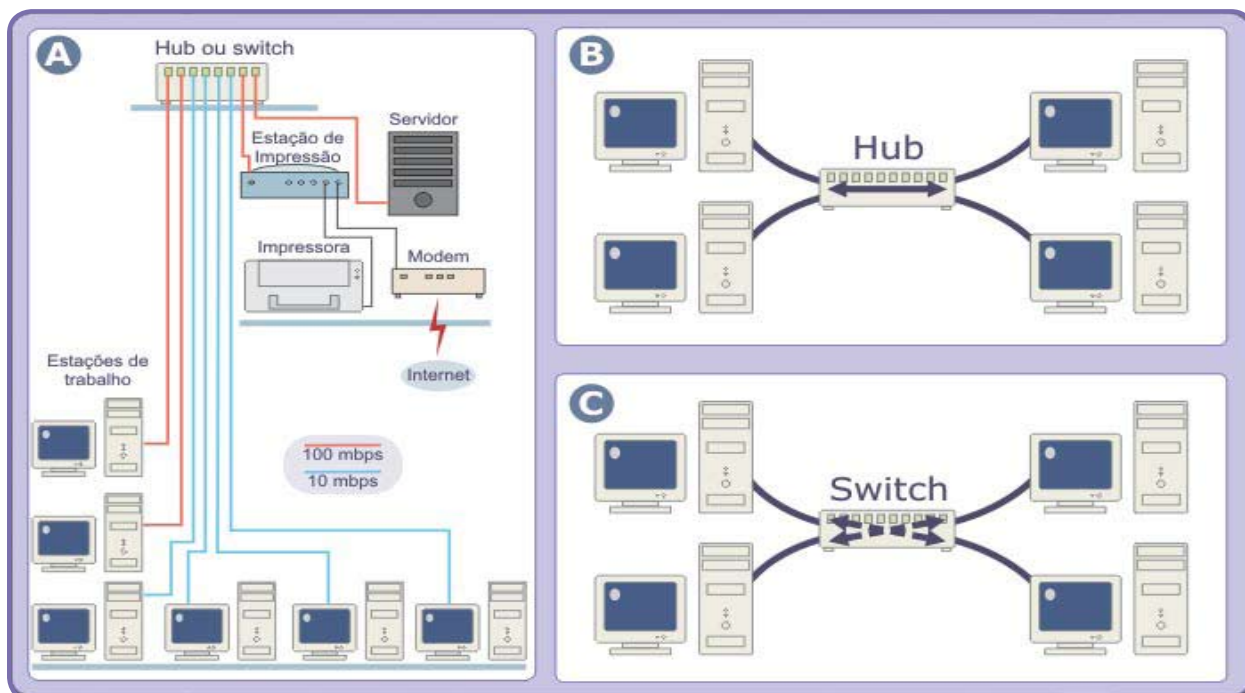 A
Hub ou switch
Estação de
Impressão
Servidor
Impressora
Modem
Internet
Estações de
trabalho
100 mbps
10 mbps
B
Hub
C
Switch